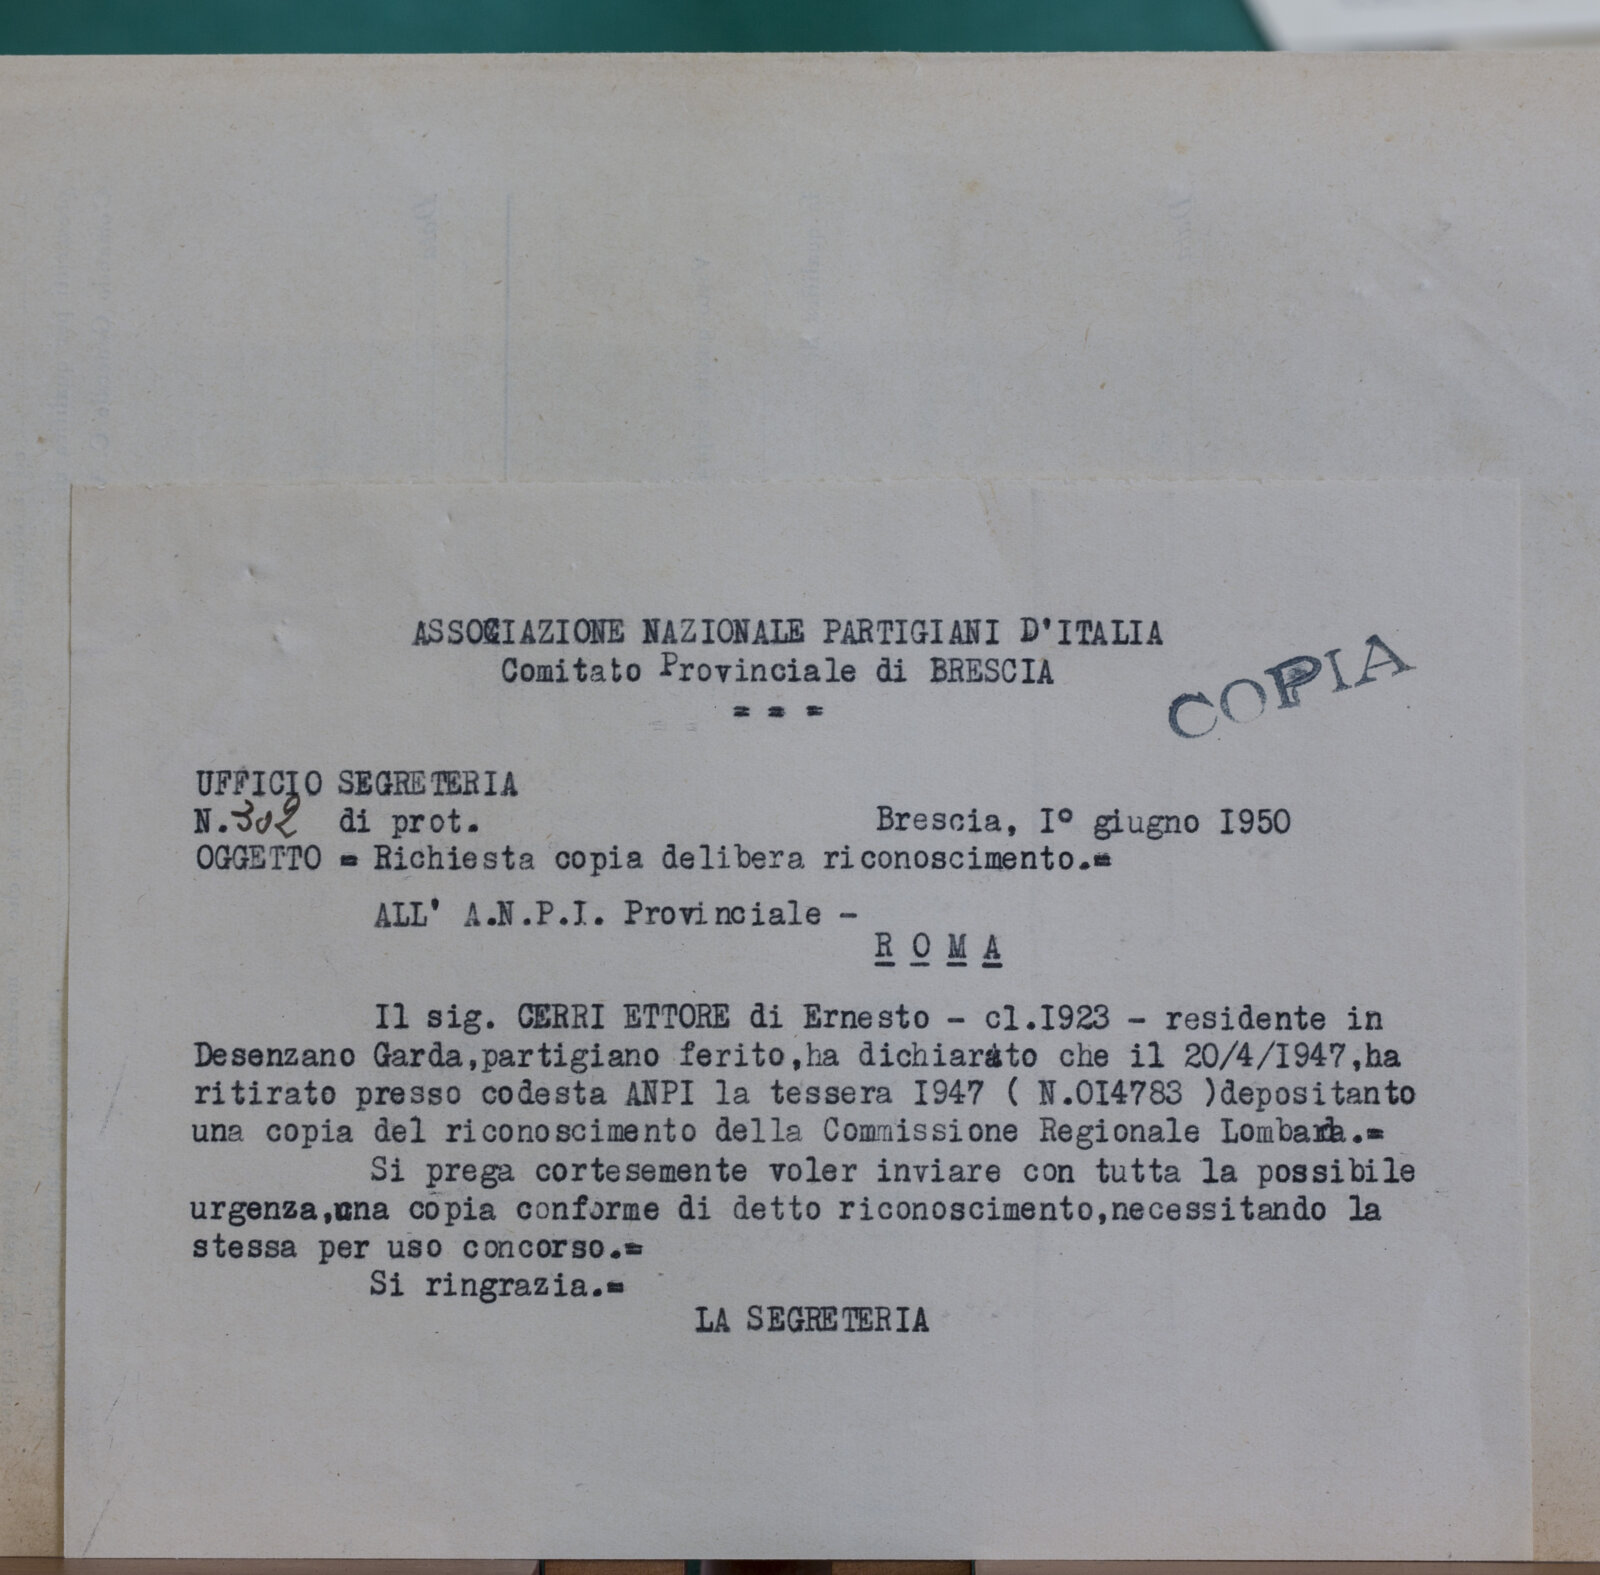 ASSOCIAZIONE NAZIONALE PARTIGIANI D'ITALIA
Comitato Provinciale di BRESCIA
= = =
COPIA
UFFICIO SEGRETERIA
N.302 di prot. Brescia, I° giugno I950
OGGETTO = Richiesta copia delibera riconoscimento.=
ALL' A.N.P.I. Provinciale -
R O M A
Il sig. CERRI ETTORE di Ernesto - cl.I923 - residente in
Desenzano Garda,partigiano ferito,ha dichiarato che il 20/4/I947,ha
ritirato presso codesta ANPI la tessera I947 ( N.0I4783 )depositanto
una copia del riconoscimento della Commissione Regionale Lombarda.=
Si prega cortesemente voler inviare con tutta la possibile
urgenza,una copia conforme di detto riconoscimento,necessitando la
stessa per uso concorso.=
Si ringrazia.=
LA SEGRETERIA